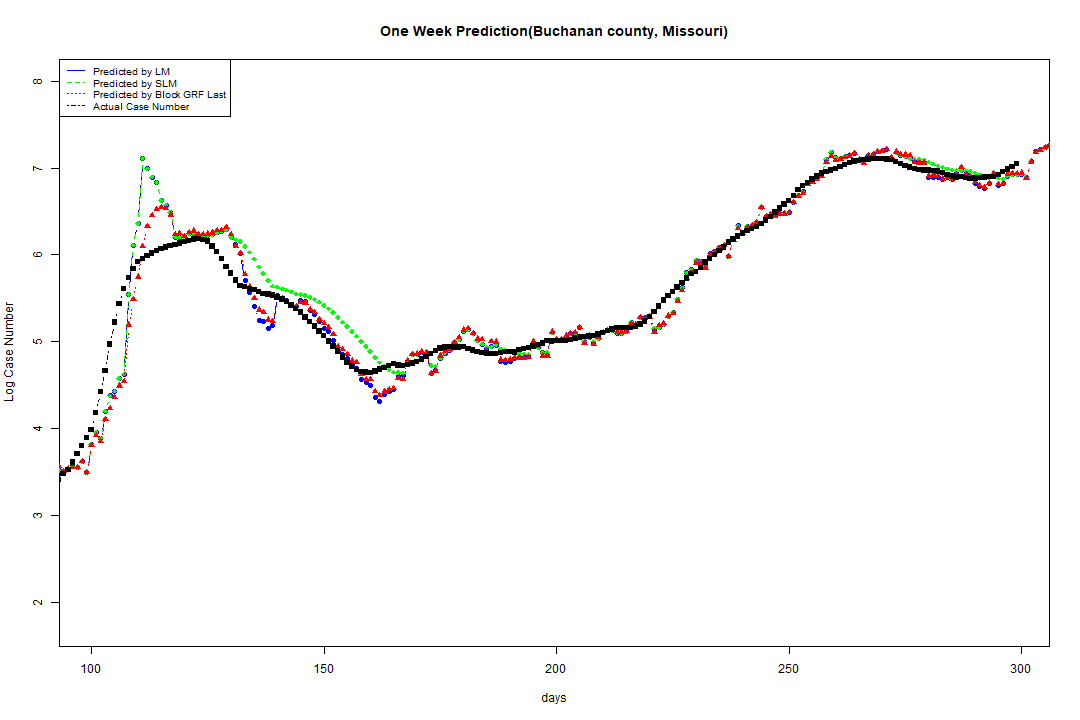 One Week Prediction(Buchanan county, Missouri)
Predicted by LM
Predicted by SLM
Predicted by Block GRF Last
Actual Case Number
8
7
6
5
4
3
2
Log Case Number
100 150 200 250 300
days